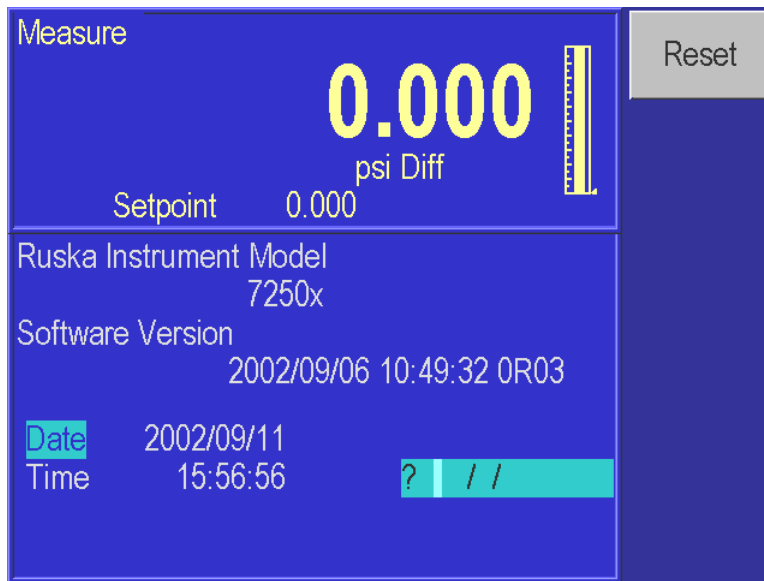 Measure
Reset
0.000
psi Diff
Setpoint 0.000
Ruska Instrument Model
7250x
Software Version
2002/09/06 10:49:32 0R03
Date 2002/09/11
Time 15:56:56 ? / /